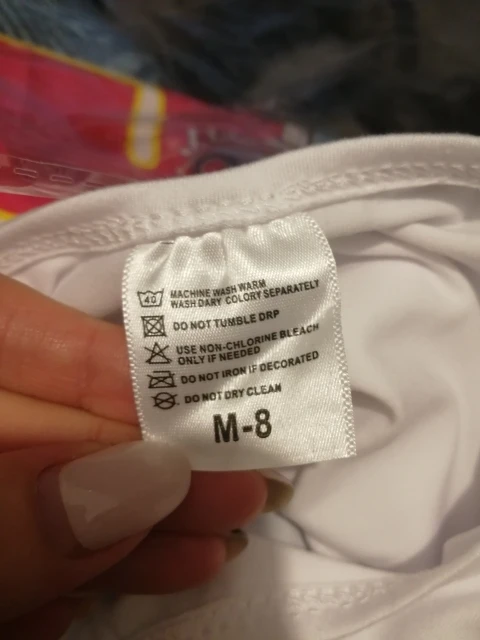 40 MACHINE WASH WARM
WASH DARY COLORY SEPARATELY
DO NOT TUMBLE DRP
USE NON-CHLORINE BLEACH
ONLY IF NEEDED
DO NOT IRON IF DECORATED
DO NOT DRY CLEAM
M-8